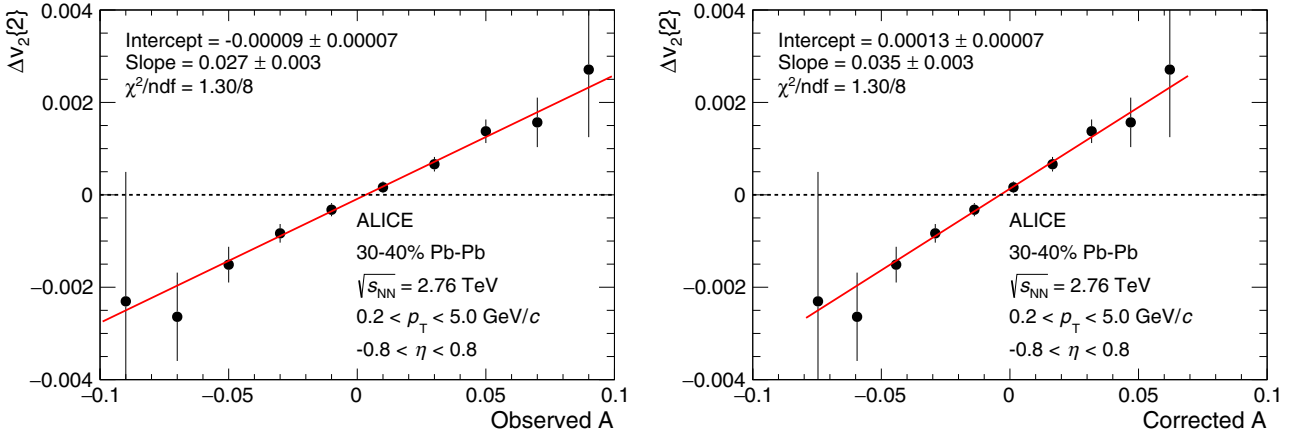 Δv₂{2}
0.004
0.002
0
−0.002
−0.004
Intercept = -0.00009 ± 0.00007
Slope = 0.027 ± 0.003
χ²/ndf = 1.30/8
ALICE
30-40% Pb-Pb
√s_NN = 2.76 TeV
0.2 < p_T < 5.0 GeV/c
-0.8 < η < 0.8
−0.1 −0.05 0 0.05 0.1
Observed A
Δv₂{2}
0.004
0.002
0
−0.002
−0.004
Intercept = 0.00013 ± 0.00007
Slope = 0.035 ± 0.003
χ²/ndf = 1.30/8
ALICE
30-40% Pb-Pb
√s_NN = 2.76 TeV
0.2 < p_T < 5.0 GeV/c
-0.8 < η < 0.8
−0.1 −0.05 0 0.05 0.1
Corrected A